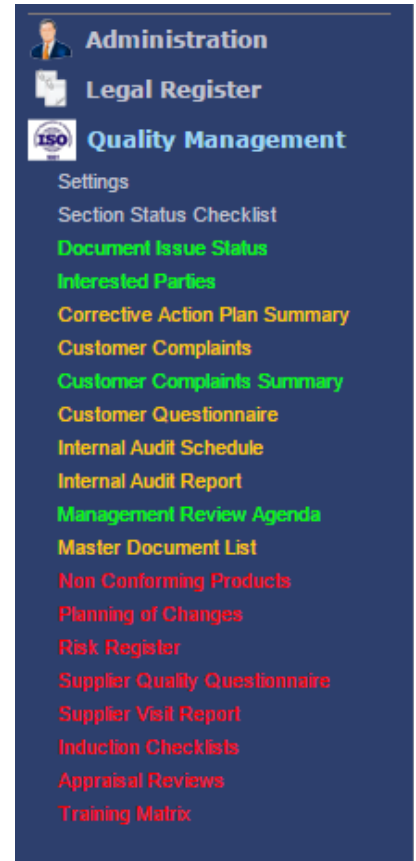 Administration
Legal Register
ISO
Quality Management
Settings
Section Status Checklist
Document Issue Status
Interested Parties
Corrective Action Plan Summary
Customer Complaints
Customer Complaints Summary
Customer Questionnaire
Internal Audit Schedule
Internal Audit Report
Management Review Agenda
Master Document List
Non Conforming Products
Planning of Changes
Risk Register
Supplier Quality Questionnaire
Supplier Visit Report
Induction Checklists
Appraisal Reviews
Training Matrix